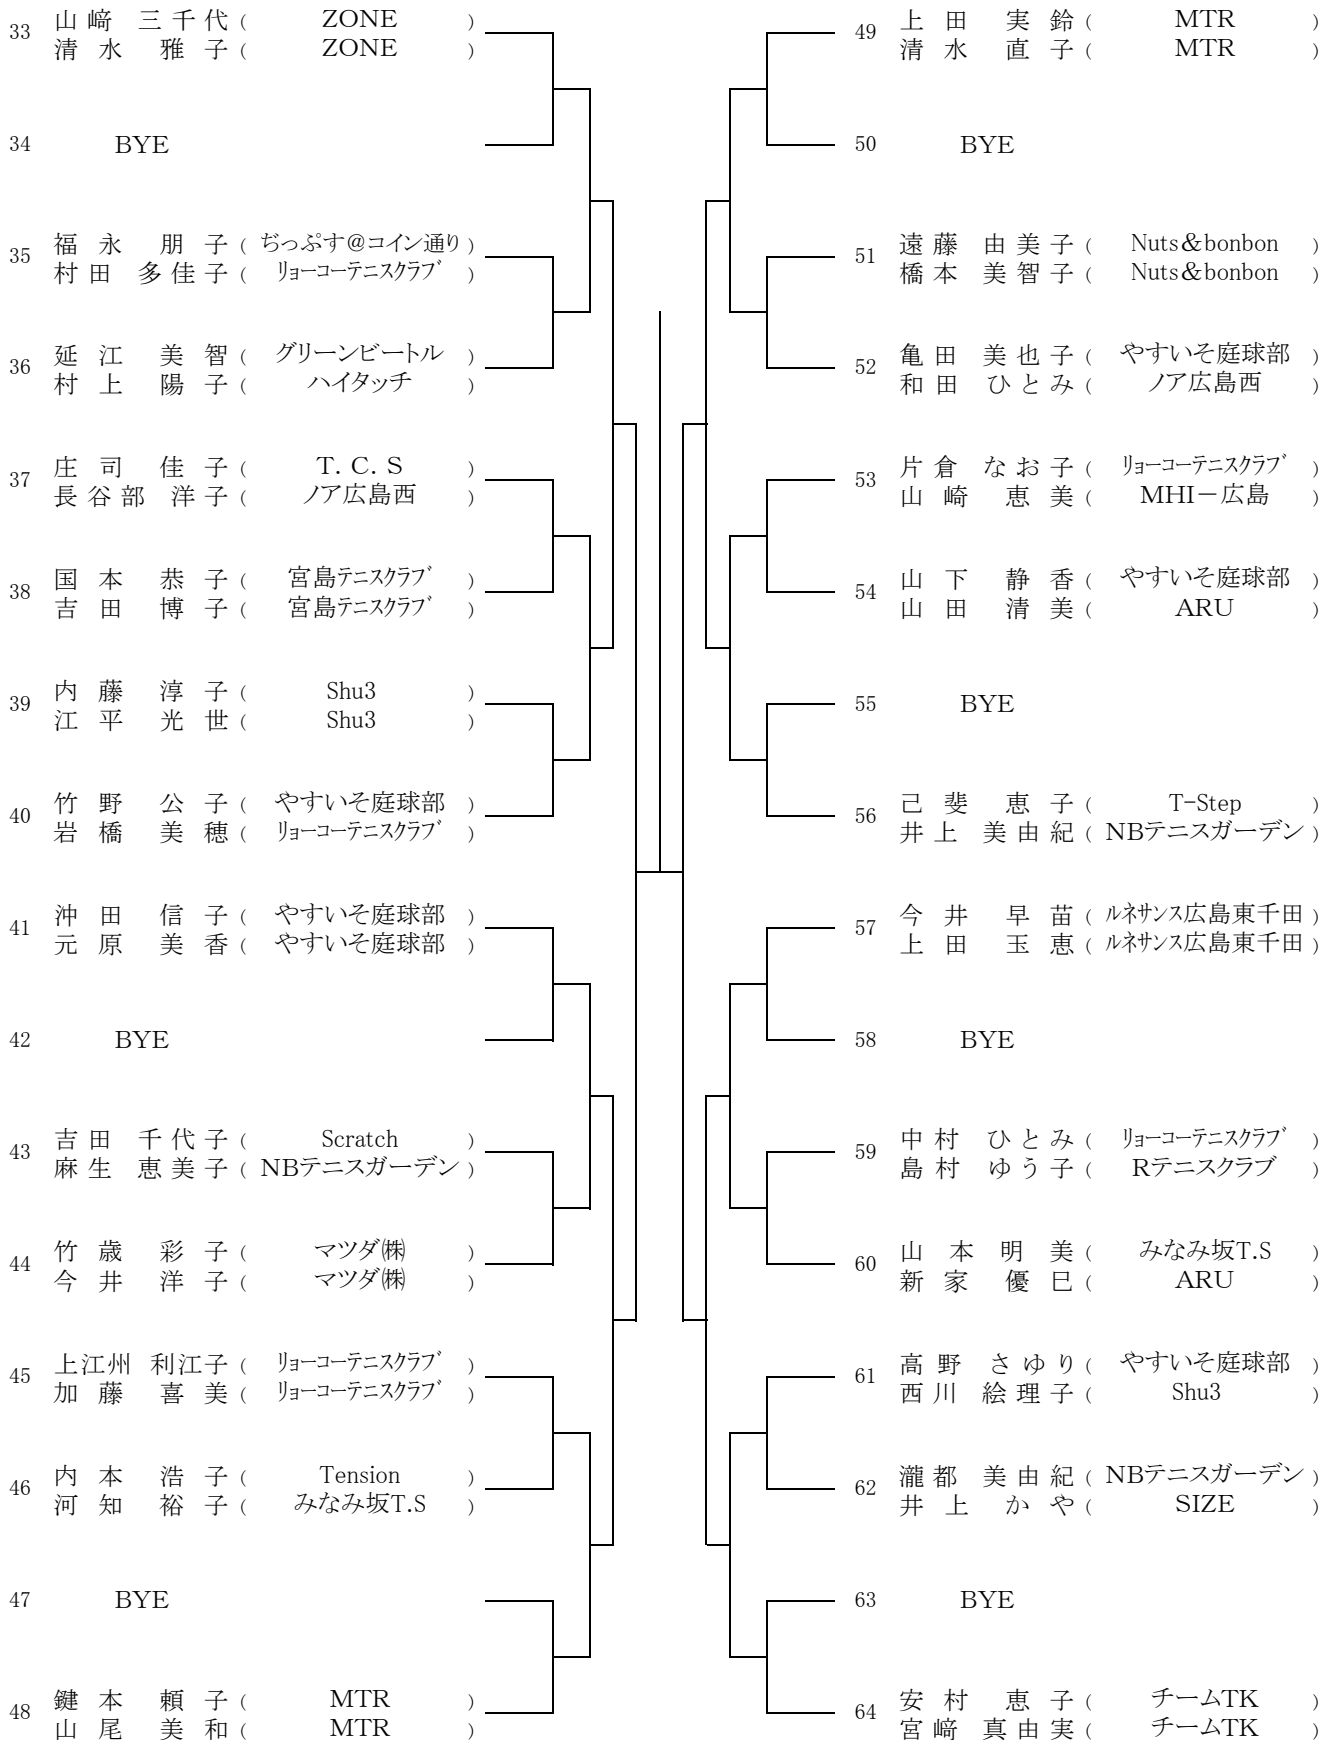 33 山﨑 三千代 ( ZONE )
清水 雅子 ( ZONE )
34 BYE
35 福永 朋子 ( ぢっぷす@コイン通り )
村田 多佳子 ( リョーコーテニスクラブ )
36 延江 美智 ( グリーンビートル )
村上 陽子 ( ハイタッチ )
37 庄司 佳子 ( T. C. S )
長谷部 洋子 ( ノア広島西 )
38 国本 恭子 ( 宮島テニスクラブ )
吉田 博子 ( 宮島テニスクラブ )
39 内藤 淳子 ( Shu3 )
江平 光世 ( Shu3 )
40 竹野 公子 ( やすいそ庭球部 )
岩橋 美穂 ( リョーコーテニスクラブ )
41 沖田 信子 ( やすいそ庭球部 )
元原 美香 ( やすいそ庭球部 )
42 BYE
43 吉田 千代子 ( Scratch )
麻生 恵美子 ( NBテニスガーデン )
44 竹歳 彩子 ( マツダ㈱ )
今井 洋子 ( マツダ㈱ )
45 上江州 利江子 ( リョーコーテニスクラブ )
加藤 喜美 ( リョーコーテニスクラブ )
46 内本 浩子 ( Tension )
河知 裕子 ( みなみ坂T.S )
47 BYE
48 鍵本 頼子 ( MTR )
山尾 美和 ( MTR )
49 上田 実鈴 ( MTR )
清水 直子 ( MTR )
50 BYE
51 遠藤 由美子 ( Nuts&bonbon )
橋本 美智子 ( Nuts&bonbon )
52 亀田 美也子 ( やすいそ庭球部 )
和田 ひとみ ( ノア広島西 )
53 片倉 なお子 ( リョーコーテニスクラブ )
山崎 恵美 ( MHI－広島 )
54 山下 静香 ( やすいそ庭球部 )
山田 清美 ( ARU )
55 BYE
56 己斐 恵子 ( T-Step )
井上 美由紀 ( NBテニスガーデン )
57 今井 早苗 ( ルネサンス広島東千田 )
上田 玉恵 ( ルネサンス広島東千田 )
58 BYE
59 中村 ひとみ ( リョーコーテニスクラブ )
島村 ゆう子 ( Rテニスクラブ )
60 山本 明美 ( みなみ坂T.S )
新家 優巳 ( ARU )
61 高野 さゆり ( やすいそ庭球部 )
西川 絵理子 ( Shu3 )
62 瀧都 美由紀 ( NBテニスガーデン )
井上 かや ( SIZE )
63 BYE
64 安村 恵子 ( チームTK )
宮﨑 真由実 ( チームTK )